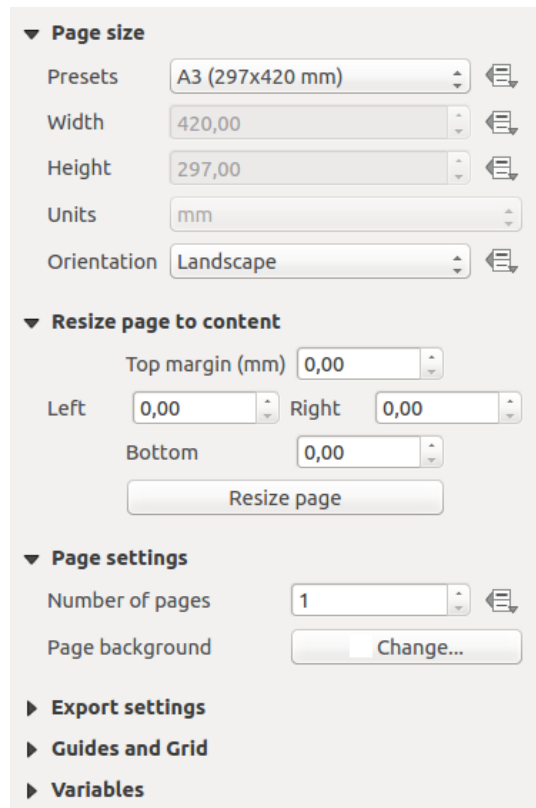 Page size
Presets A3 (297x420 mm)
Width 420,00
Height 297,00
Units mm
Orientation Landscape
Resize page to content
Top margin (mm) 0,00
Left 0,00 Right 0,00
Bottom 0,00
Resize page
Page settings
Number of pages 1
Page background Change...
Export settings
Guides and Grid
Variables